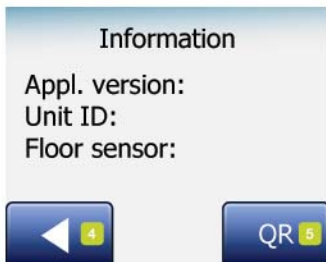 Information
Appl. version:
Unit ID:
Floor sensor:
4
QR 5